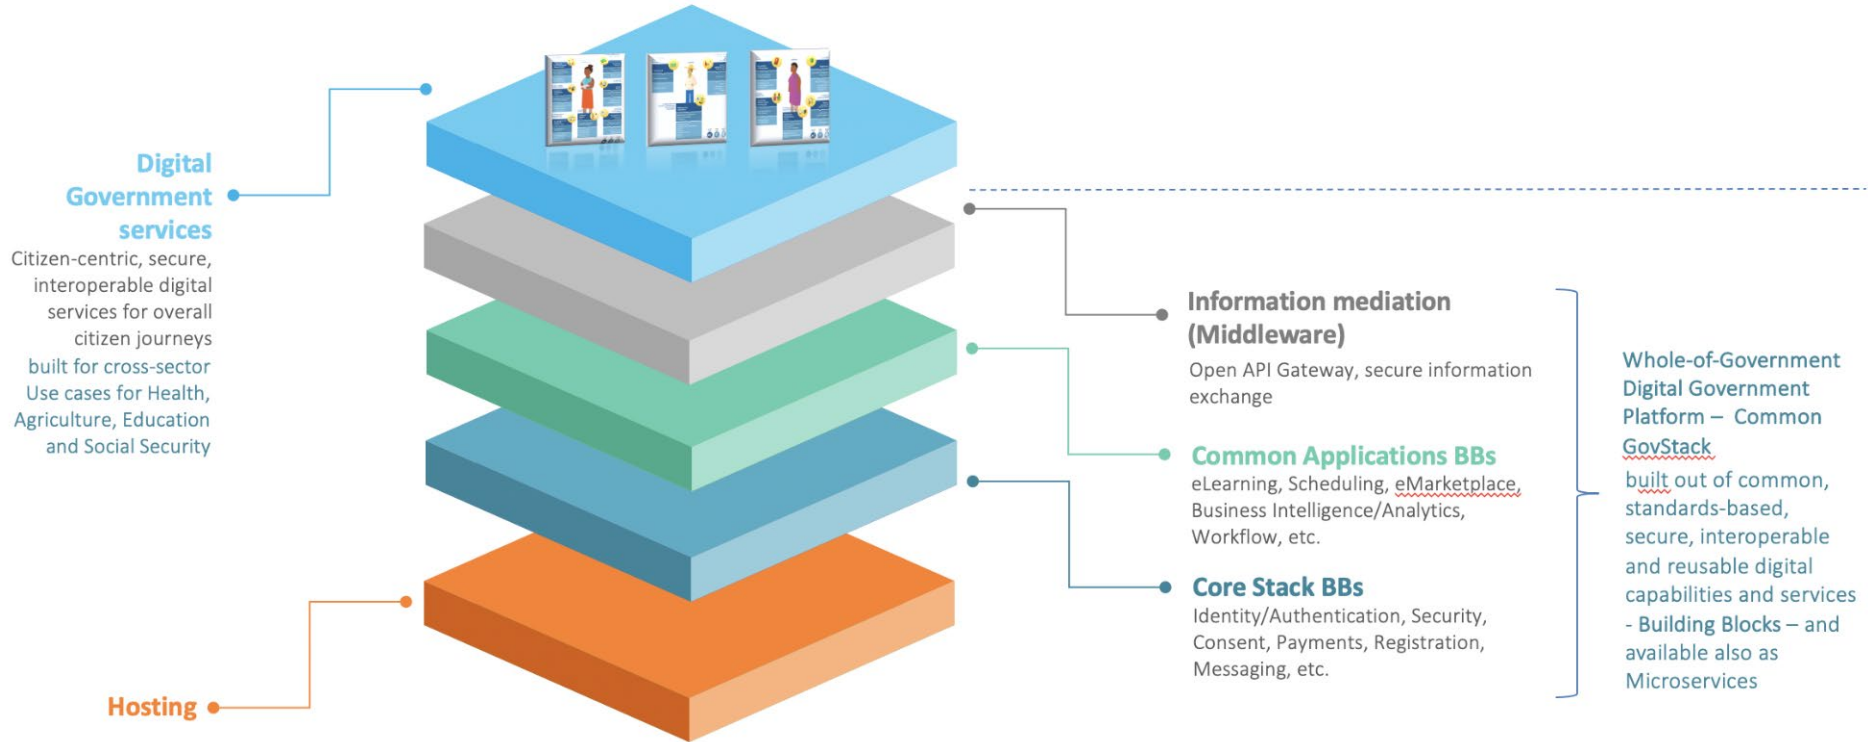 Digital
Government
services
Citizen-centric, secure,
interoperable digital
services for overall
citizen journeys
built for cross-sector
Use cases for Health,
Agriculture, Education
and Social Security
Hosting
Information mediation
(Middleware)
Open API Gateway, secure information
exchange
Common Applications BBs
eLearning, Scheduling, eMarketplace,
Business Intelligence/Analytics,
Workflow, etc.
Core Stack BBs
Identity/Authentication, Security,
Consent, Payments, Registration,
Messaging, etc.
Whole-of-Government
Digital Government
Platform – Common
GovStack
built out of common,
standards-based,
secure, interoperable
and reusable digital
capabilities and services
- Building Blocks – and
available also as
Microservices